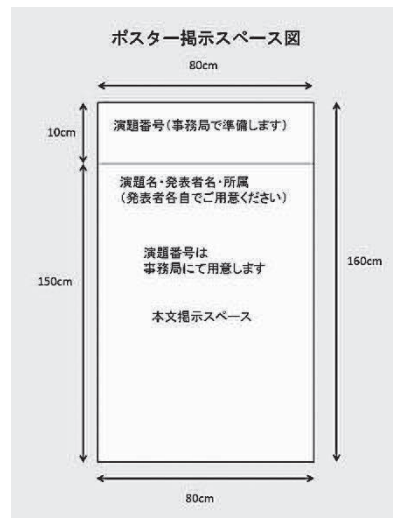 ポスター掲示スペース図
80cm
10cm
演題番号(事務局で準備します)
演題名・発表者名・所属
(発表者各自でご用意ください)
演題番号は
事務局にて用意します
160cm
150cm
本文掲示スペース
80cm